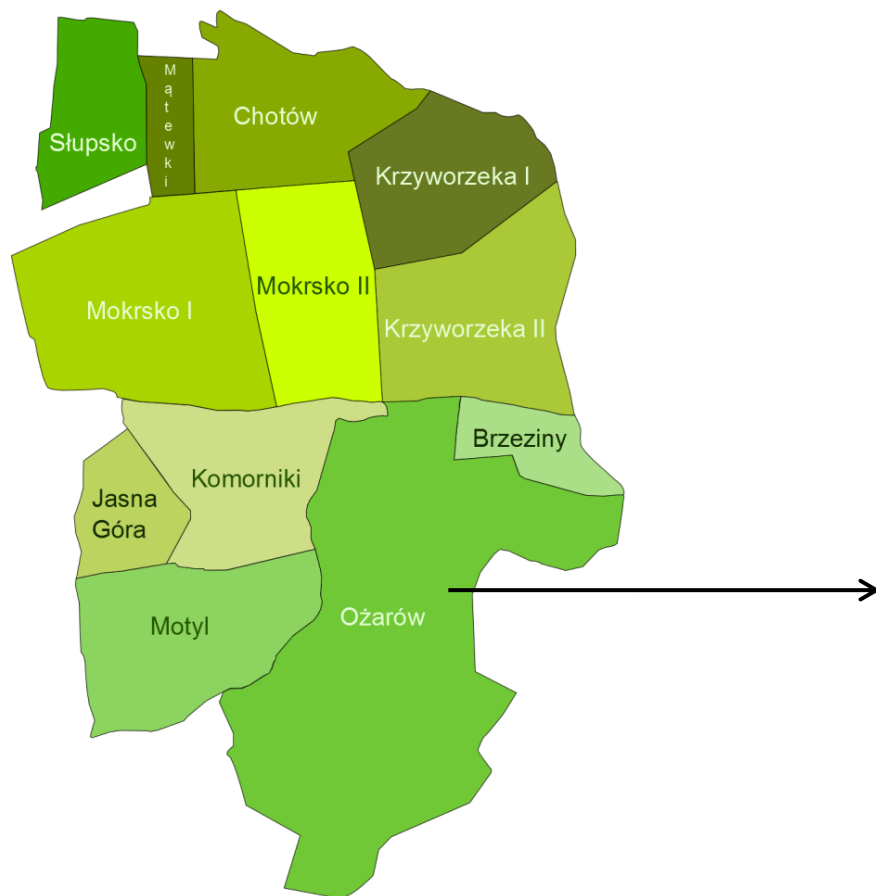 Mątewki
Chotów
Słupsko
Krzyworzeka I
Mokrsko II
Mokrsko I
Krzyworzeka II
Brzeziny
Komorniki
Jasna
Góra
Ożarów
Motyl